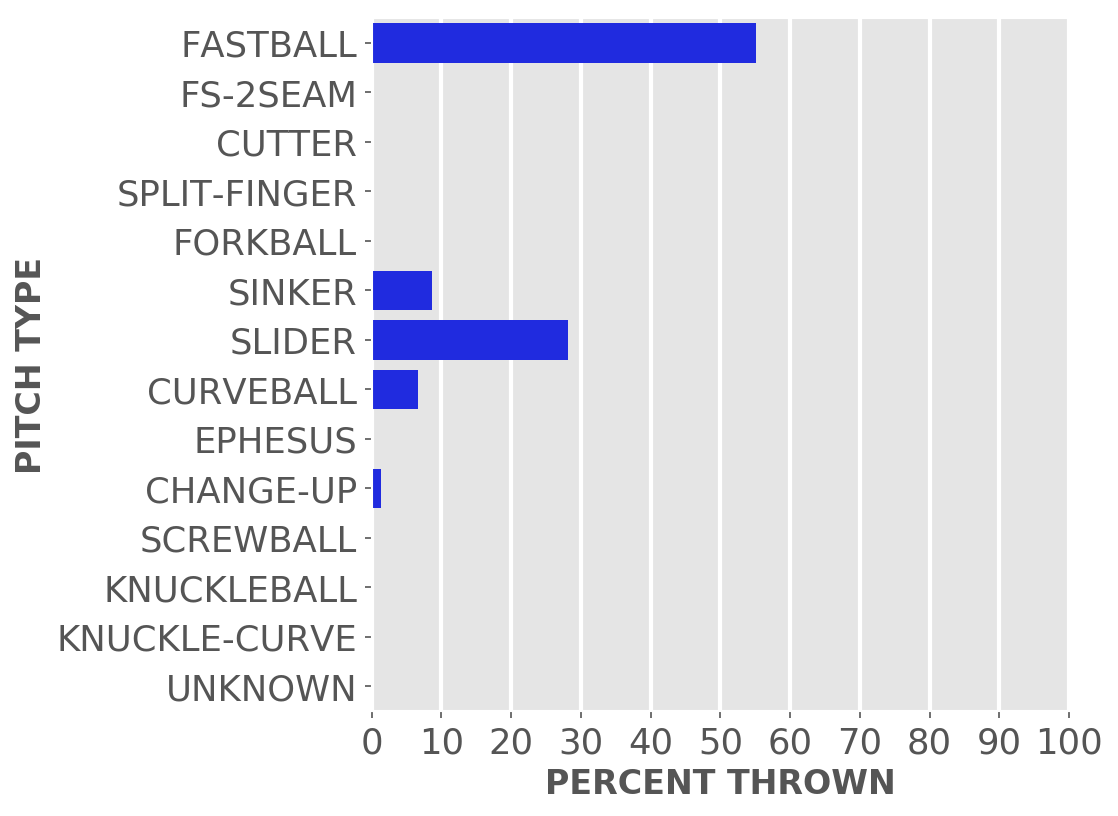 FASTBALL
FS-2SEAM
CUTTER
SPLIT-FINGER
FORKBALL
SINKER
SLIDER
CURVEBALL
EPHESUS
CHANGE-UP
SCREWBALL
KNUCKLEBALL
KNUCKLE-CURVE
UNKNOWN
PITCH TYPE
0 10 20 30 40 50 60 70 80 90 100
PERCENT THROWN